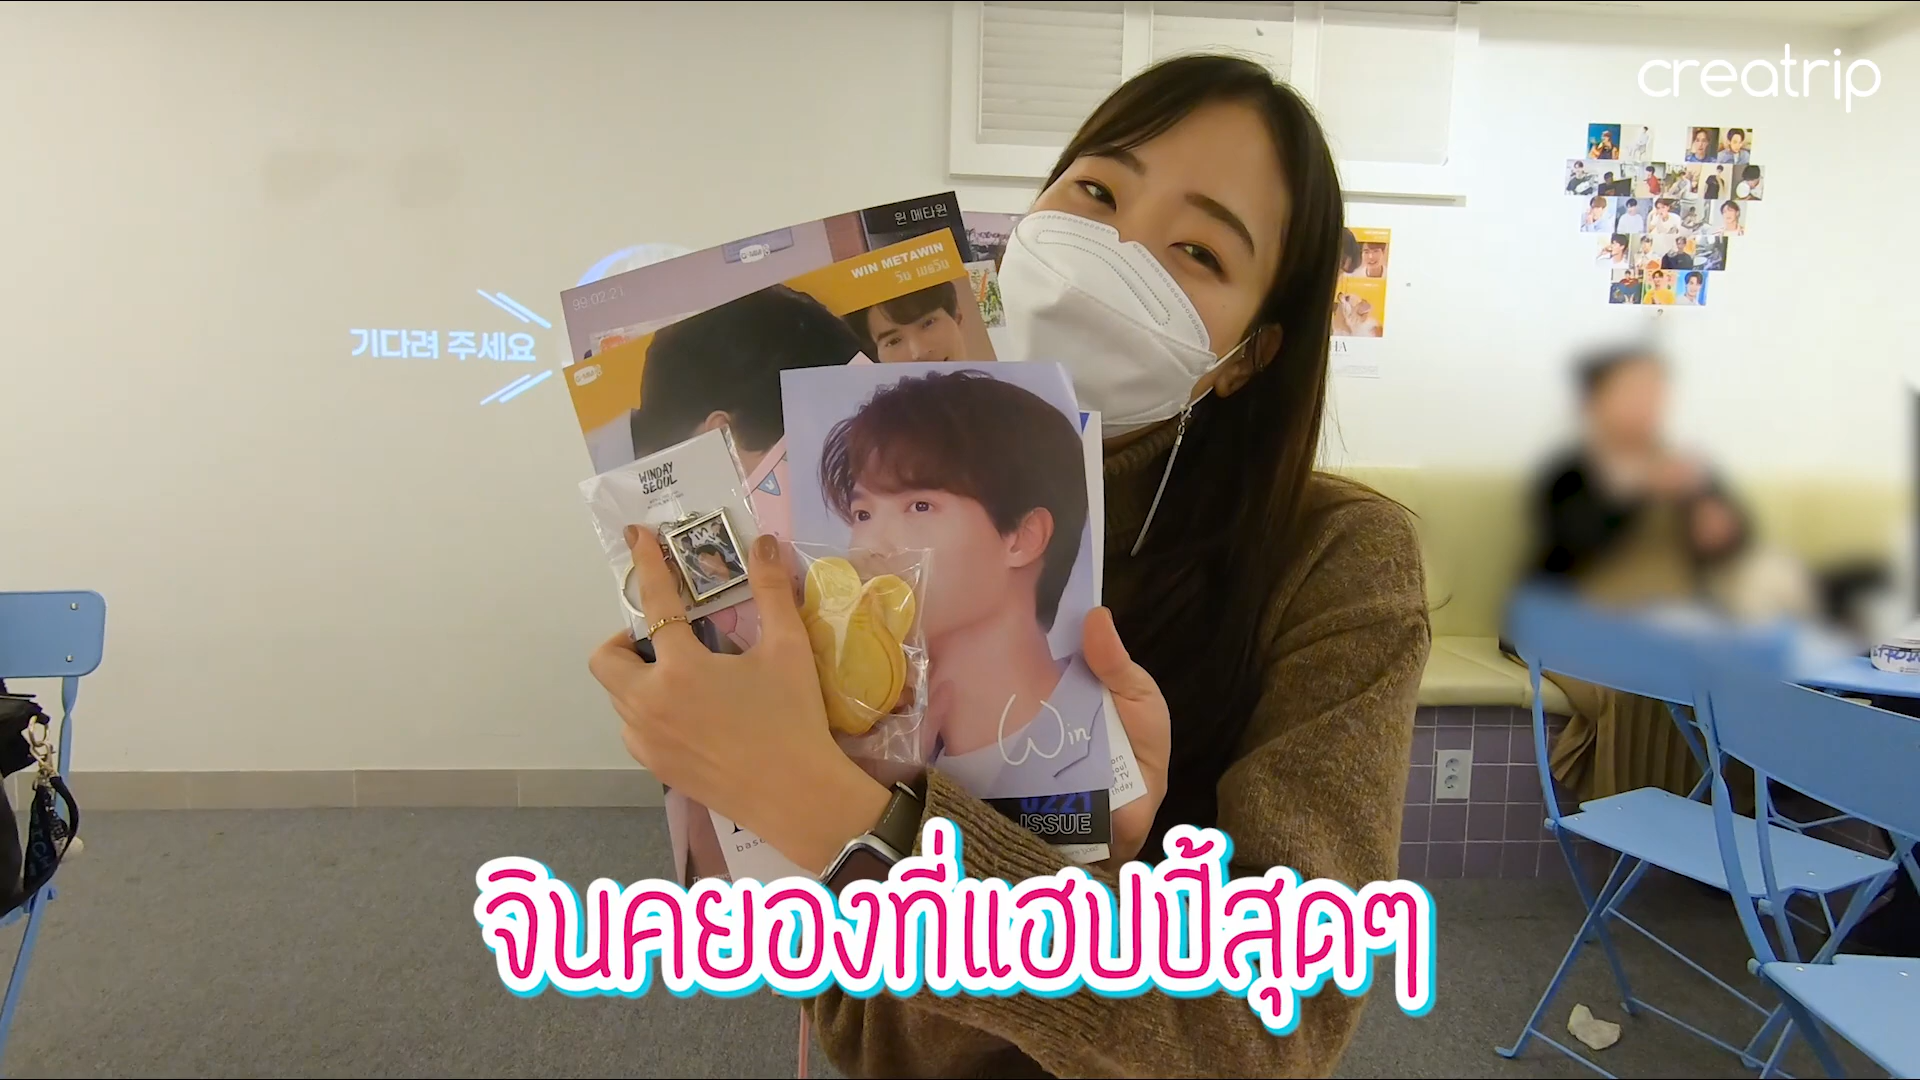 creatrip
윈 메타윈
WIN METAWIN
วิน เมธวิน
99.02.21.
기다려 주세요
WINDAY
SEOUL
Win
0221
ISSUE
จินคยองที่แฮปปี้สุดๆ